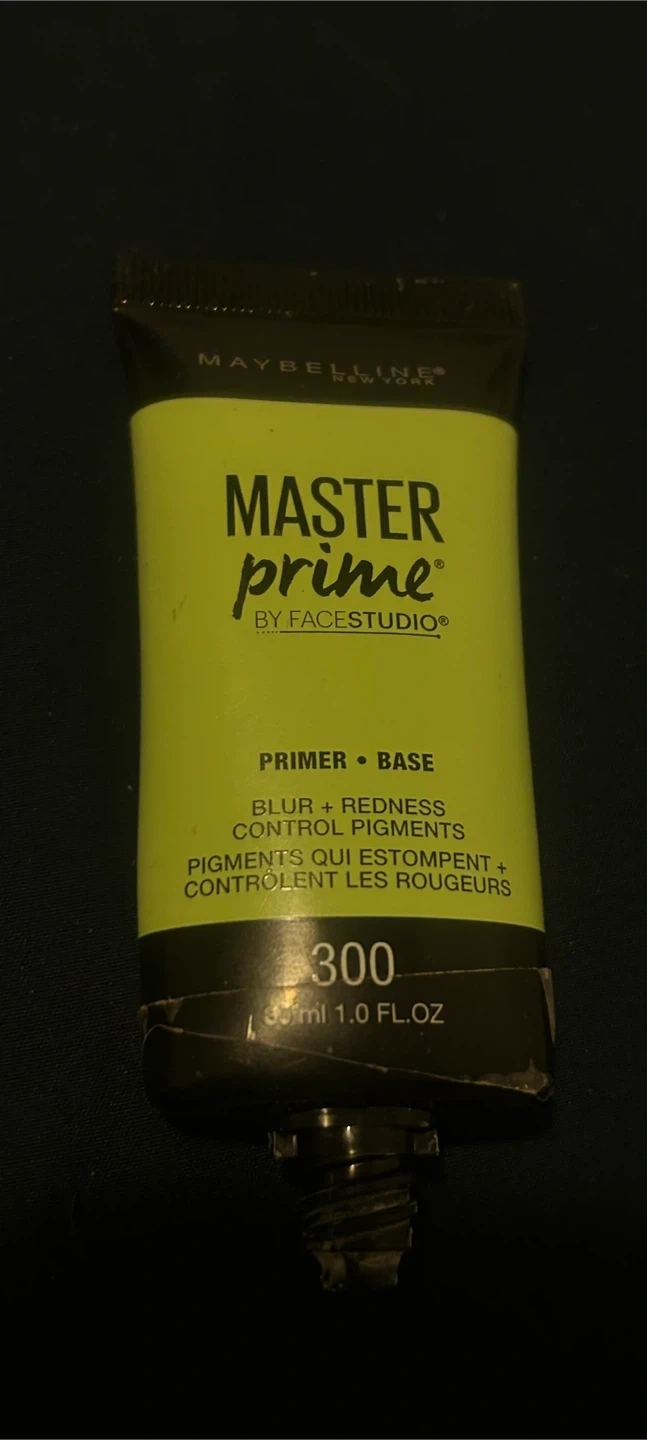 MAYBELLINE®
NEW YORK
MASTER
prime®
BY FACESTUDIO®
PRIMER • BASE
BLUR + REDNESS
CONTROL PIGMENTS
PIGMENTS QUI ESTOMPENT +
CONTRÔLENT LES ROUGEURS
300
30 ml 1.0 FL.OZ